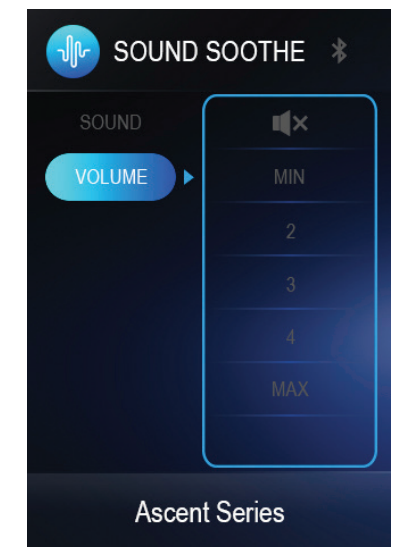 SOUND SOOTHE
SOUND
VOLUME
MIN
2
3
4
MAX
Ascent Series